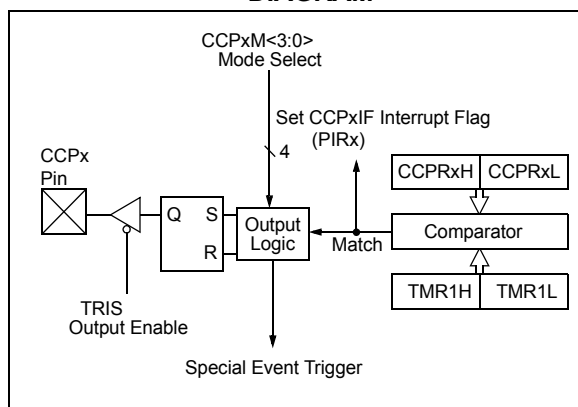 CCPxM<3:0>
Mode Select
Set CCPxIF Interrupt Flag
(PIRx)
4
CCPx
Pin
CCPRxH CCPRxL
Q S
R
Output
Logic
Match
Comparator
TRIS
Output Enable
TMR1H TMR1L
Special Event Trigger